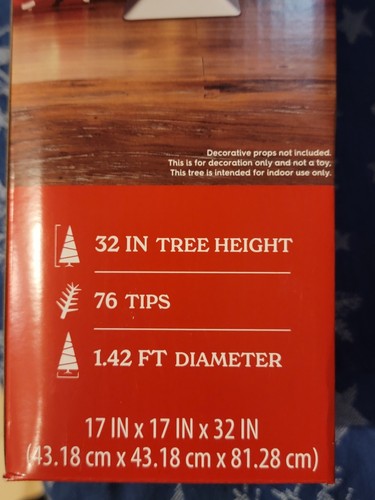 Decorative props not included.
This is for decoration only and not a toy.
This tree is intended for indoor use only.
32 IN TREE HEIGHT
76 TIPS
1.42 FT DIAMETER
17 IN x 17 IN x 32 IN
(43.18 cm x 43.18 cm x 81.28 cm)